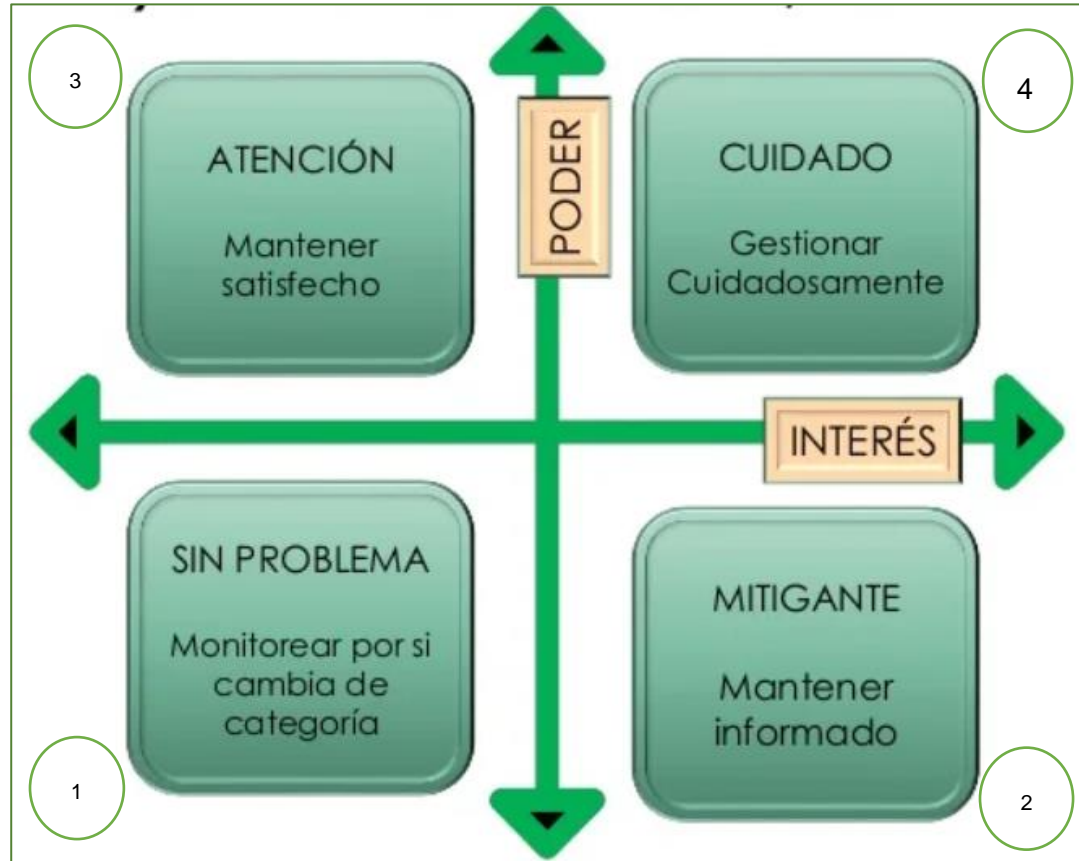 3
ATENCIÓN
Mantener
satisfecho
PODER
4
CUIDADO
Gestionar
Cuidadosamente
INTERÉS
SIN PROBLEMA
Monitorear por si
cambia de
categoría
1
MITIGANTE
Mantener
informado
2